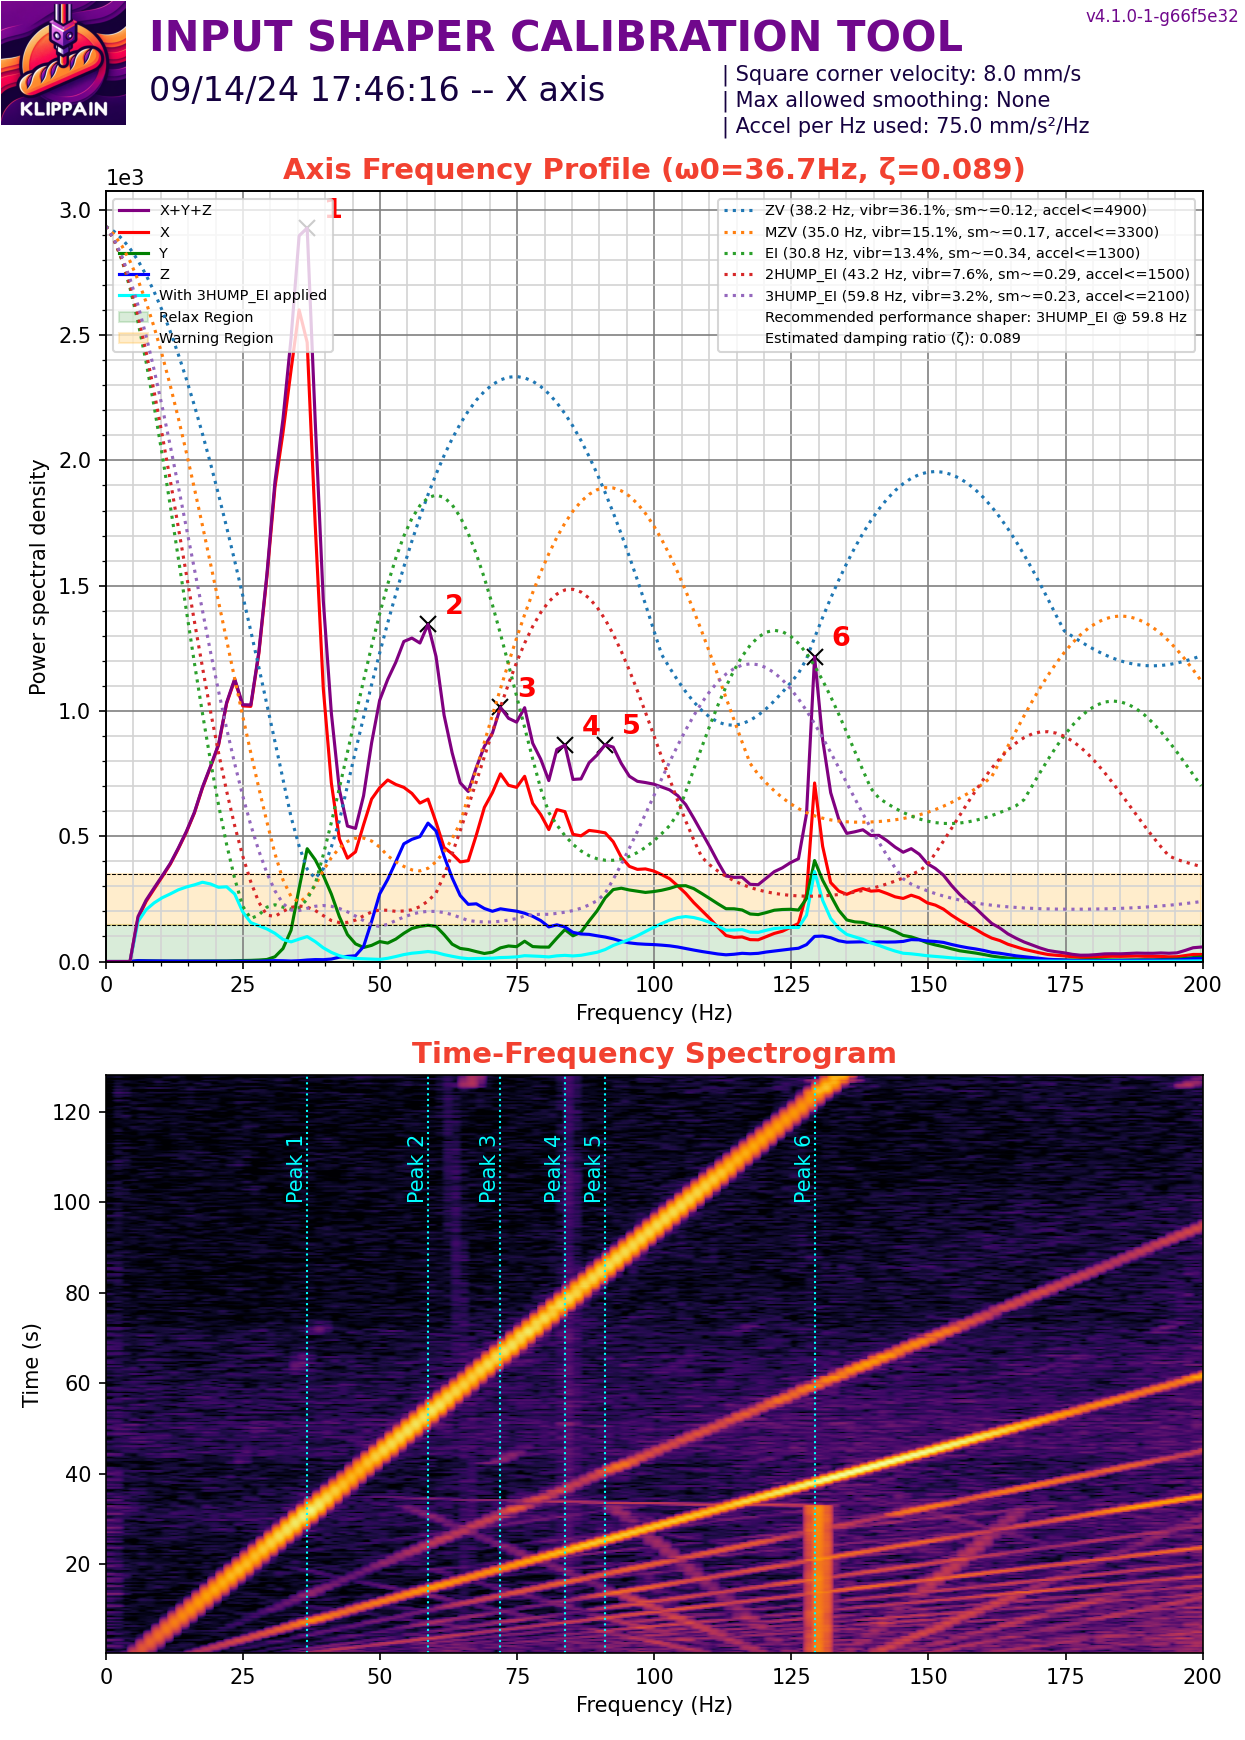 v4.1.0-1-g66f5e32
INPUT SHAPER CALIBRATION TOOL
KLIPPAIN
09/14/24 17:46:16 -- X axis
| Square corner velocity: 8.0 mm/s
| Max allowed smoothing: None
| Accel per Hz used: 75.0 mm/s²/Hz
Axis Frequency Profile (ω0=36.7Hz, ζ=0.089)
1e3
X+Y+Z
X
Y
Z
With 3HUMP_EI applied
Relax Region
Warning Region
ZV (38.2 Hz, vibr=36.1%, sm~=0.12, accel<=4900)
MZV (35.0 Hz, vibr=15.1%, sm~=0.17, accel<=3300)
EI (30.8 Hz, vibr=13.4%, sm~=0.34, accel<=1300)
2HUMP_EI (43.2 Hz, vibr=7.6%, sm~=0.29, accel<=1500)
3HUMP_EI (59.8 Hz, vibr=3.2%, sm~=0.23, accel<=2100)
Recommended performance shaper: 3HUMP_EI @ 59.8 Hz
Estimated damping ratio (ζ): 0.089
1
2
3
4
5
6
3.0
2.5
2.0
1.5
1.0
0.5
0.0
Power spectral density
0 25 50 75 100 125 150 175 200
Frequency (Hz)
Time-Frequency Spectrogram
Peak 1
Peak 2
Peak 3
Peak 4
Peak 5
Peak 6
120
100
80
60
40
20
Time (s)
0 25 50 75 100 125 150 175 200
Frequency (Hz)